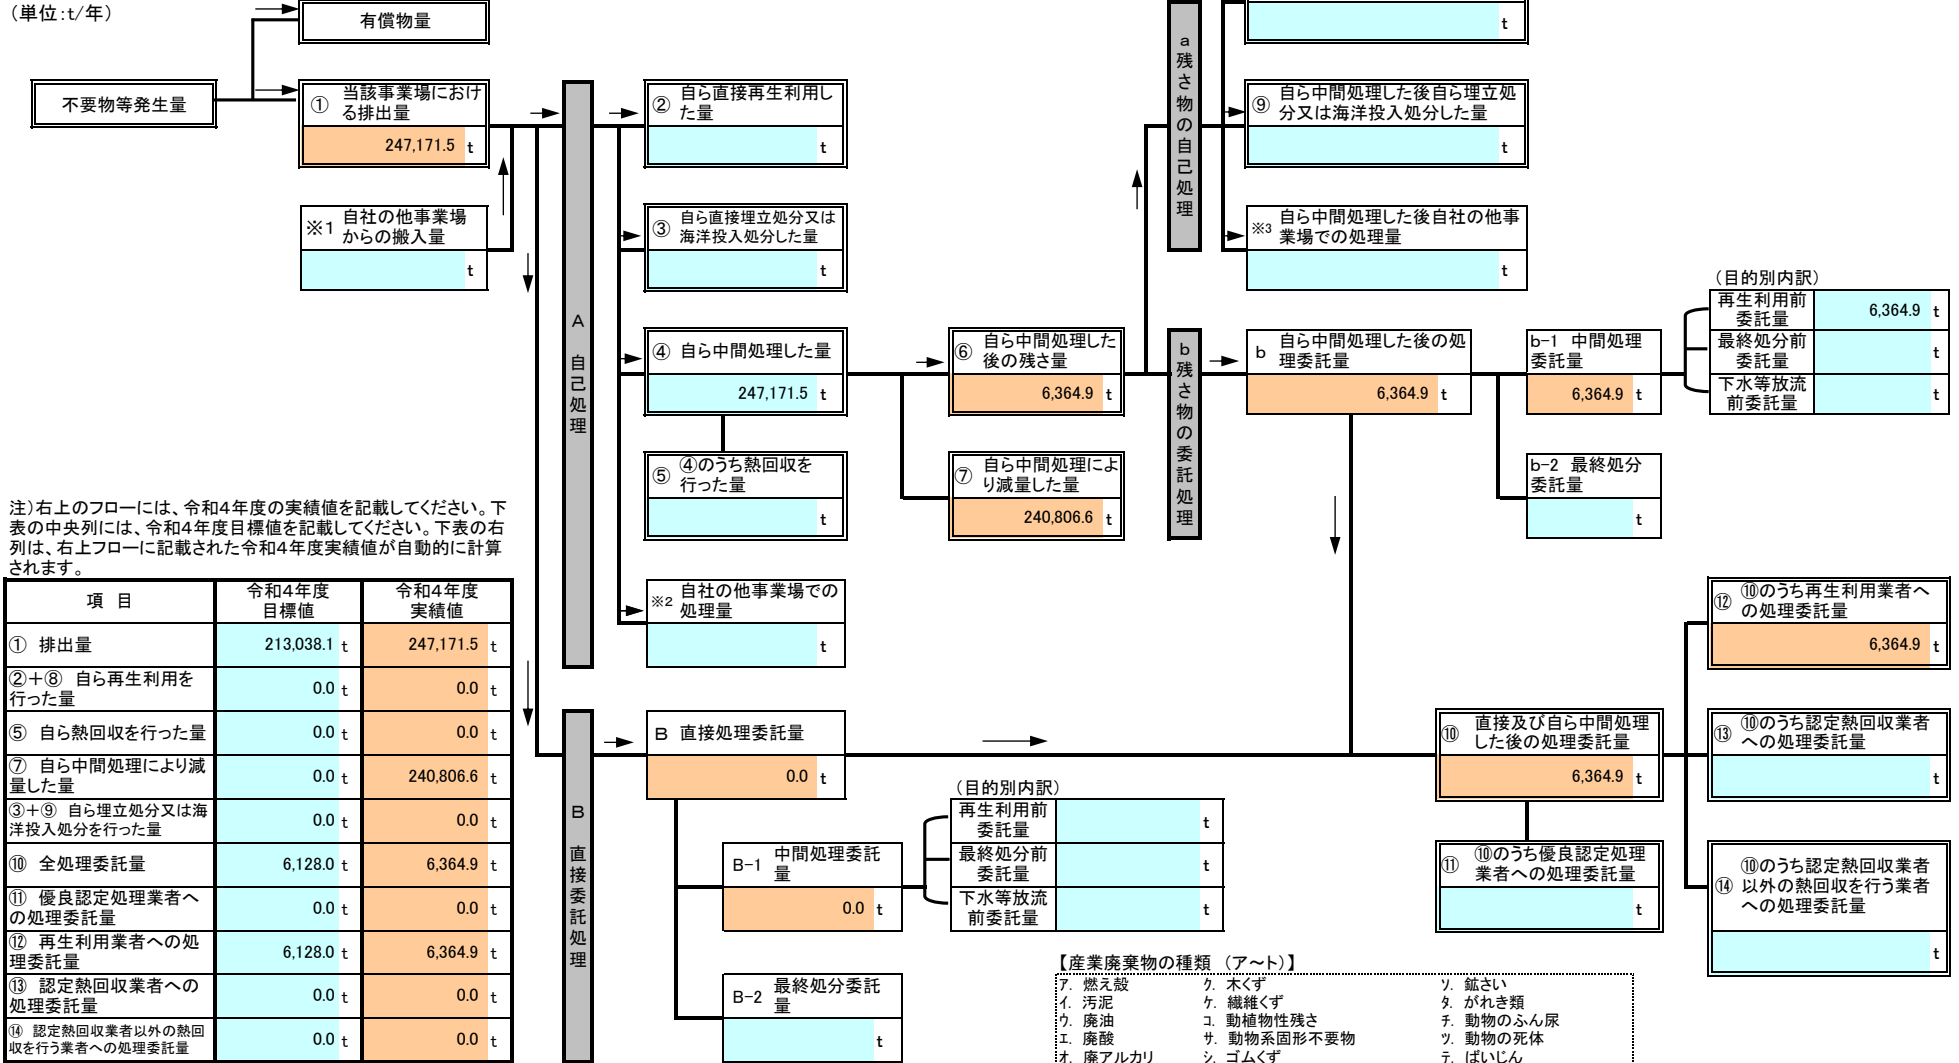 （単位：t/年）
有償物量
不要物等発生量
① 当該事業場におけ
る排出量
247,171.5 t
※1 自社の他事業場
からの搬入量
t
A 自己処理
② 自ら直接再生利用し
た量
t
③ 自ら直接埋立処分又は
海洋投入処分した量
t
④ 自ら中間処理した量
247,171.5 t
⑤ ④のうち熱回収を
行った量
t
※2 自社の他事業場での
処理量
t
⑥ 自ら中間処理した
後の残さ量
6,364.9 t
⑦ 自ら中間処理によ
り減量した量
240,806.6 t
a 残さ物の自己処理
t
⑨ 自ら中間処理した後自ら埋立処
分又は海洋投入処分した量
t
※3 自ら中間処理した後自社の他事
業場での処理量
t
b 残さ物の委託処理
b 自ら中間処理した後の処
理委託量
6,364.9 t
b-1 中間処理
委託量
6,364.9 t
b-2 最終処分
委託量
t
（目的別内訳）
再生利用前
委託量
6,364.9 t
最終処分前
委託量
t
下水等放流
前委託量
t
注）右上のフローには、令和4年度の実績値を記載してください。下
表の中央列には、令和4年度目標値を記載してください。下表の右
列は、右上フローに記載された令和4年度実績値が自動的に計算
されます。
項 目
令和4年度
目標値
令和4年度
実績値
① 排出量
213,038.1 t 247,171.5 t
②＋⑧ 自ら再生利用を
行った量
0.0 t 0.0 t
⑤ 自ら熱回収を行った量
0.0 t 0.0 t
⑦ 自ら中間処理により減
量した量
0.0 t 240,806.6 t
③＋⑨ 自ら埋立処分又は海
洋投入処分を行った量
0.0 t 0.0 t
⑩ 全処理委託量
6,128.0 t 6,364.9 t
⑪ 優良認定処理業者へ
の処理委託量
0.0 t 0.0 t
⑫ 再生利用業者への処
理委託量
6,128.0 t 6,364.9 t
⑬ 認定熱回収業者への
処理委託量
0.0 t 0.0 t
⑭ 認定熱回収業者以外の熱回
収を行う業者への処理委託量
0.0 t 0.0 t
B 直接委託処理
B 直接処理委託量
0.0 t
B-1 中間処理委託
量
0.0 t
B-2 最終処分委託
量
t
（目的別内訳）
再生利用前
委託量
t
最終処分前
委託量
t
下水等放流
前委託量
t
⑩ 直接及び自ら中間処理
した後の処理委託量
6,364.9 t
⑪ ⑩のうち優良認定処理
業者への処理委託量
t
⑫ ⑩のうち再生利用業者へ
の処理委託量
6,364.9 t
⑬ ⑩のうち認定熱回収業者
への処理委託量
t
⑭ ⑩のうち認定熱回収業者
以外の熱回収を行う業者
への処理委託量
t
【産業廃棄物の種類 （ア～ト）】
ア. 燃え殻 ク. 木くず ソ. 鉱さい
イ. 汚泥 ケ. 繊維くず タ. がれき類
ウ. 廃油 コ. 動植物性残さ チ. 動物のふん尿
エ. 廃酸 サ. 動物系固形不要物 ツ. 動物の死体
オ. 廃アルカリ シ. ゴムくず テ. ばいじん